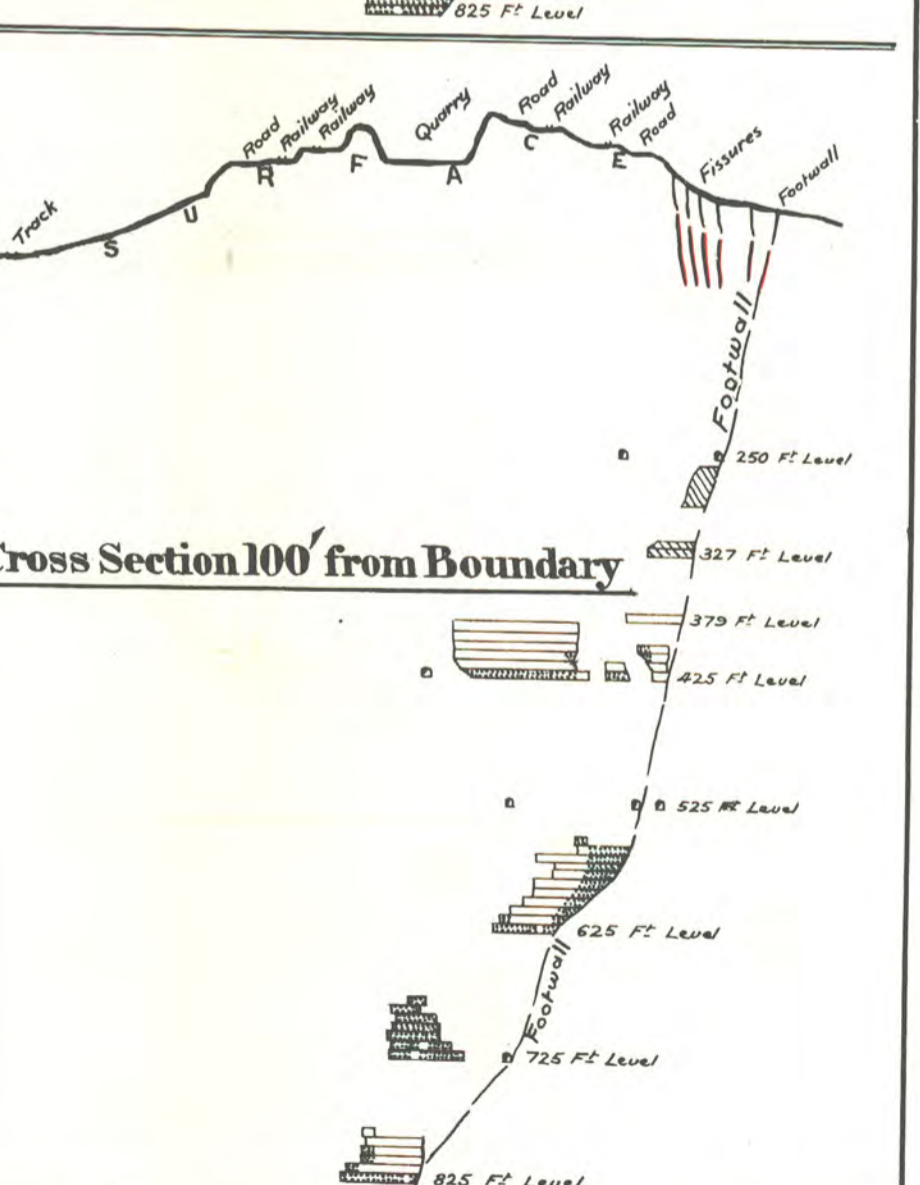 825 Ft Level
Track
Road
Railway
Railway
Quarry
Road
Railway
Railway
Road
Fissures
Footwall
S
U
R
F
A
C
E
Footwall
250 Ft Level
Cross Section 100' from Boundary
327 Ft Level
379 Ft Level
425 Ft Level
525 Level
625 Ft Level
Footwall
725 Ft Level
825 Ft Level